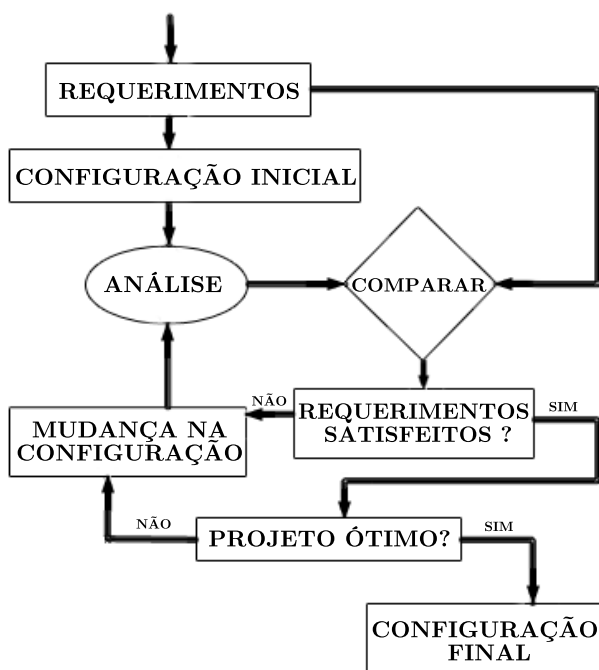 REQUERIMENTOS
CONFIGURAÇÃO INICIAL
ANÁLISE
COMPARAR
NÃO
REQUERIMENTOS
SATISFEITOS ?
SIM
MUDANÇA NA
CONFIGURAÇÃO
NÃO
PROJETO ÓTIMO?
SIM
CONFIGURAÇÃO
FINAL